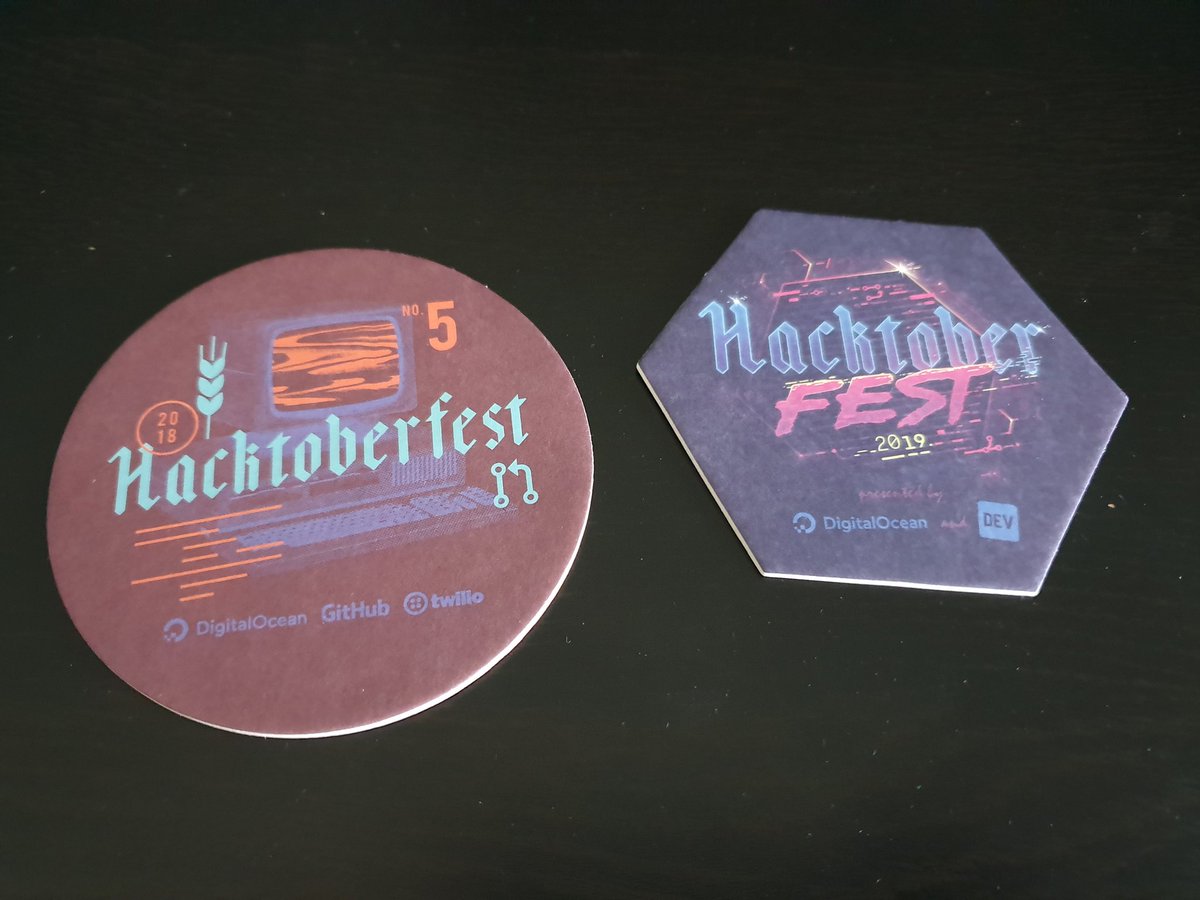 NO. 5
20
18
Hacktoberfest
DigitalOcean GitHub twilio
Hacktober
FEST
2019
presented by
DigitalOcean and DEV